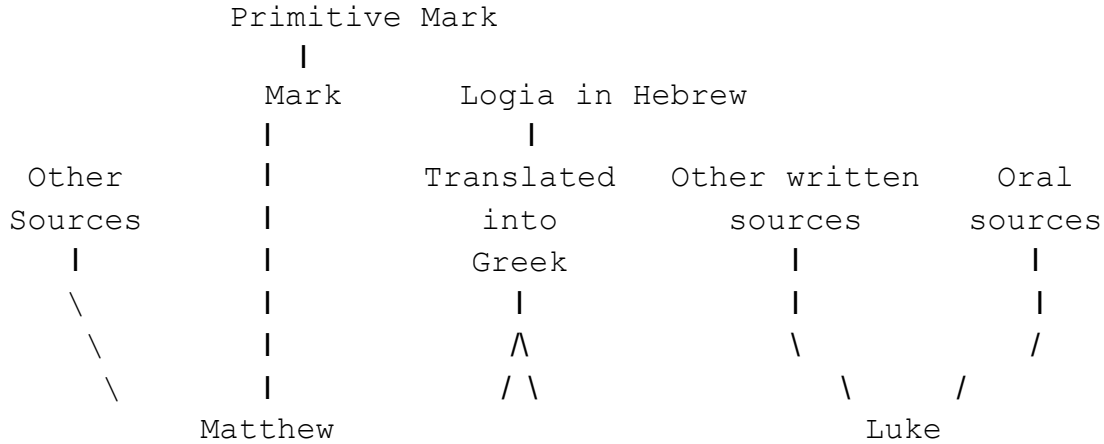 Primitive Mark
Mark Logia in Hebrew
Other Translated Other written Oral
Sources into sources sources
Greek
Matthew Luke